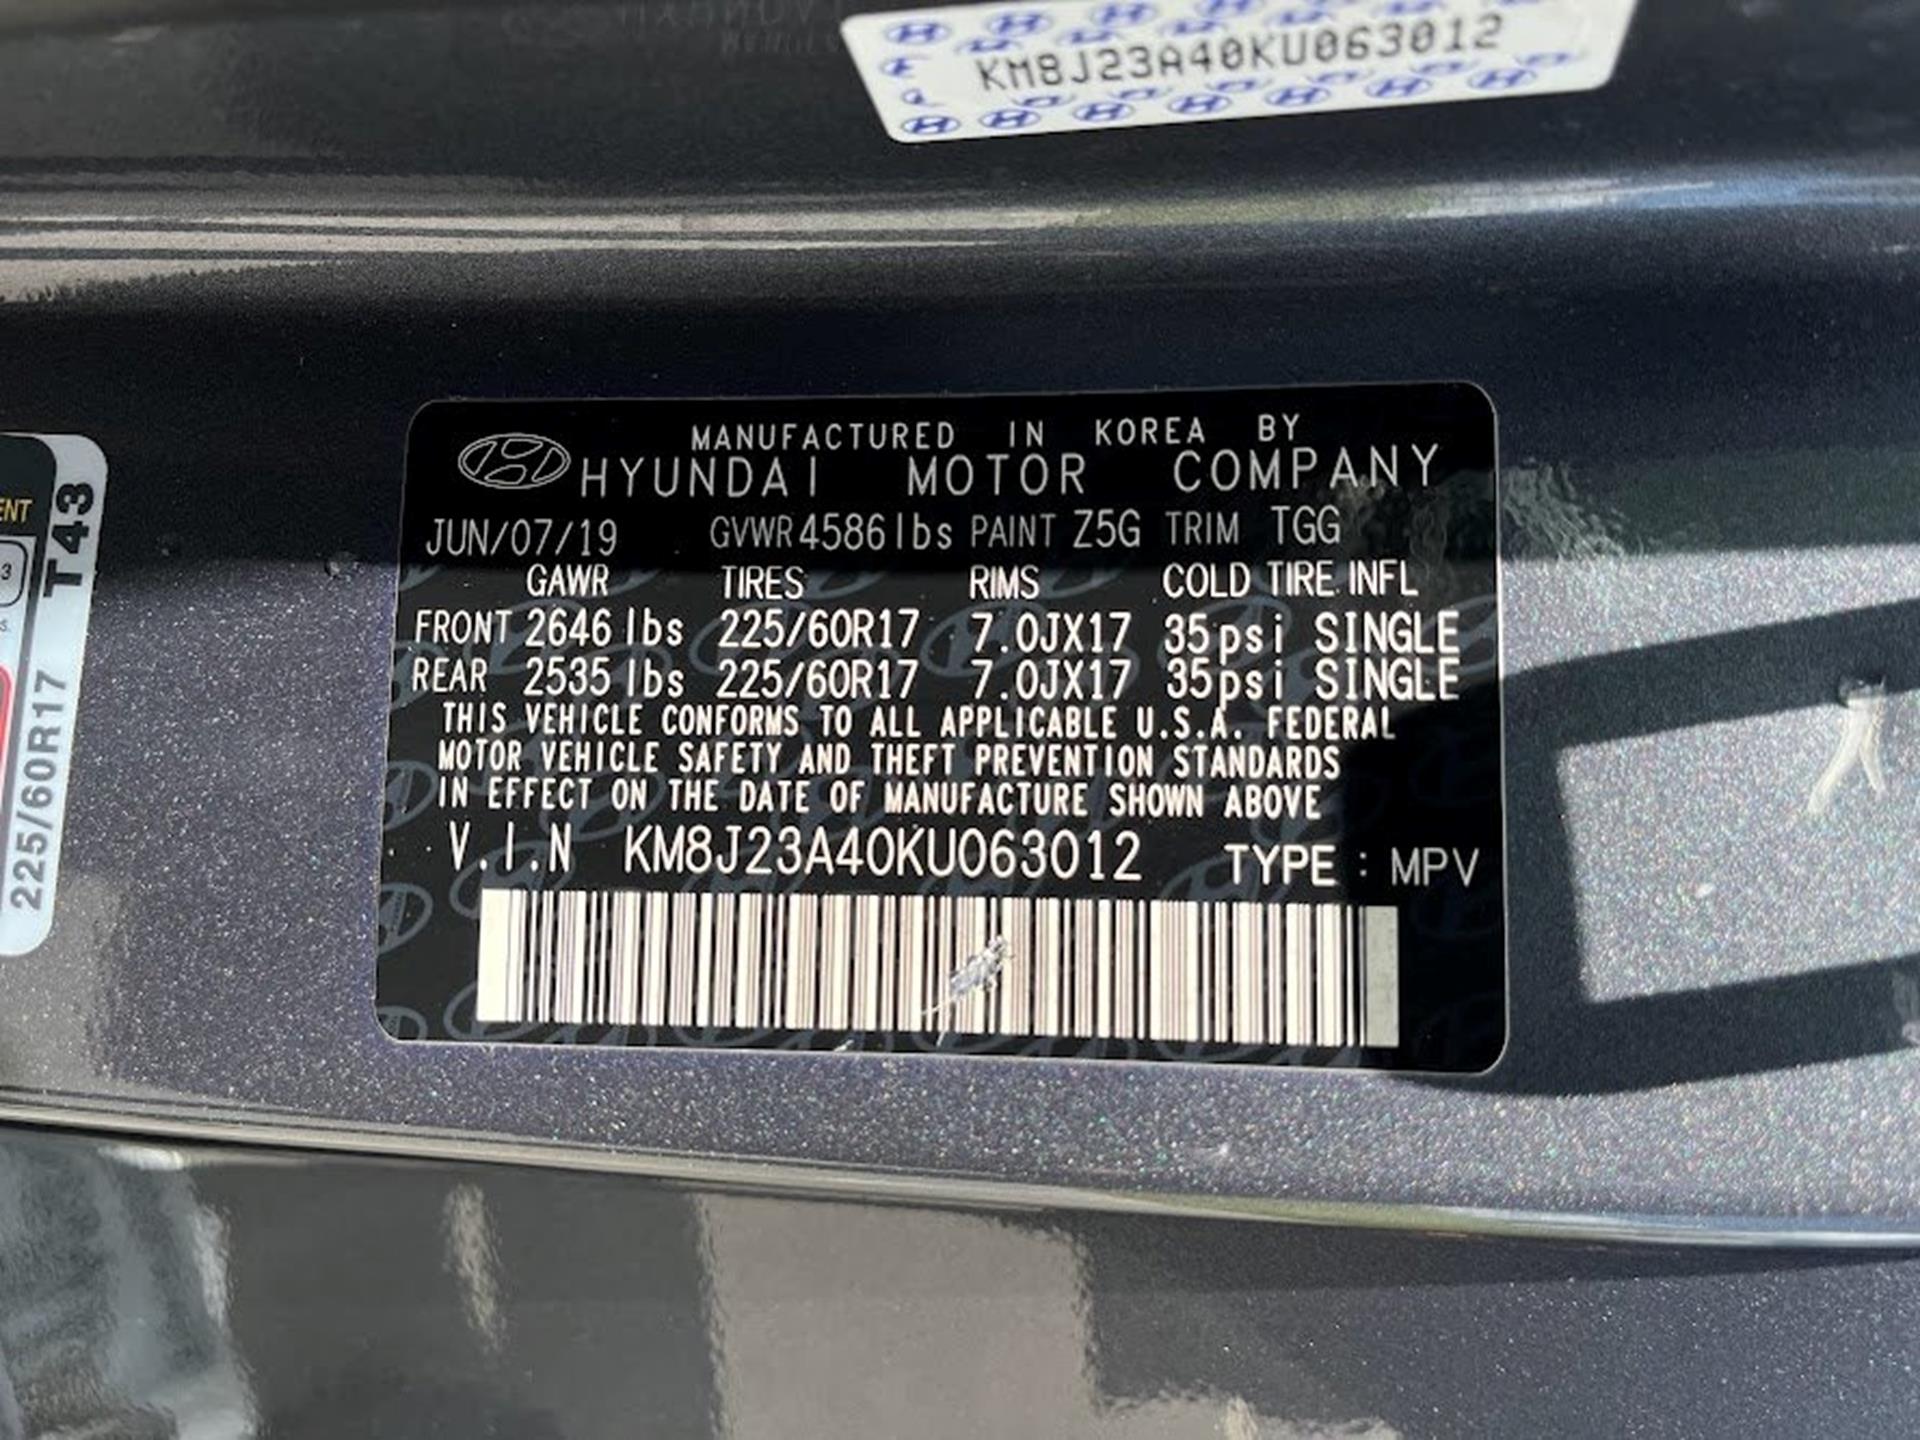 KM8J23A40KU063012
MANUFACTURED IN KOREA BY
HYUNDAI MOTOR COMPANY
JUN/07/19 GVWR 4586lbs PAINT Z5G TRIM TGG
GAWR TIRES RIMS COLD TIRE INFL
FRONT 2646 lbs 225/60R17 7.0JX17 35psi SINGLE
REAR 2535 lbs 225/60R17 7.0JX17 35psi SINGLE
THIS VEHICLE CONFORMS TO ALL APPLICABLE U.S.A. FEDERAL
MOTOR VEHICLE SAFETY AND THEFT PREVENTION STANDARDS
IN EFFECT ON THE DATE OF MANUFACTURE SHOWN ABOVE
V.I.N KM8J23A40KU063012 TYPE : MPV
225/60R17 T43
ENT
3
s.